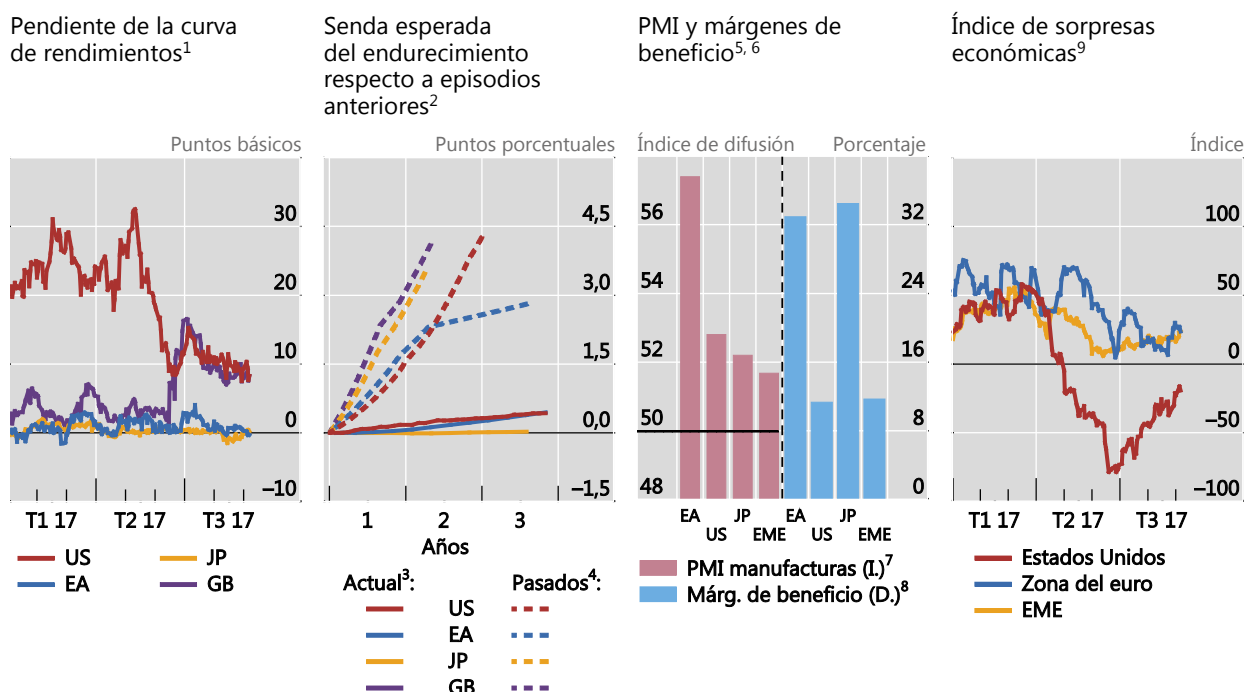 Pendiente de la curva
de rendimientos1
Senda esperada
del endurecimiento
respecto a episodios
anteriores2
PMI y márgenes de
beneficio5, 6
Índice de sorpresas
económicas9
Puntos básicos
30
20
10
0
–10
T1 17 T2 17 T3 17
US JP
EA GB
Puntos porcentuales
4,5
3,0
1,5
0,0
–1,5
1 2 3
Años
Actual3: Pasados4:
US
EA
JP
GB
Índice de difusión Porcentaje
56 32
54 24
52 16
50 8
48 0
EA JP EA JP
US EME US EME
PMI manufacturas (I.)7
Márg. de beneficio (D.)8
Índice
100
50
0
–50
–100
T1 17 T2 17 T3 17
Estados Unidos
Zona del euro
EME